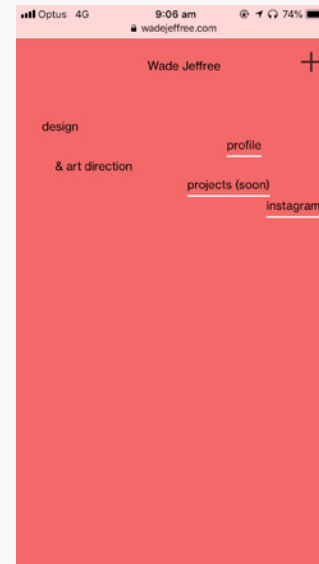 Optus 4G 9:06 am 74%
wadejeffree.com
Wade Jeffree
design
profile
& art direction
projects (soon)
instagram